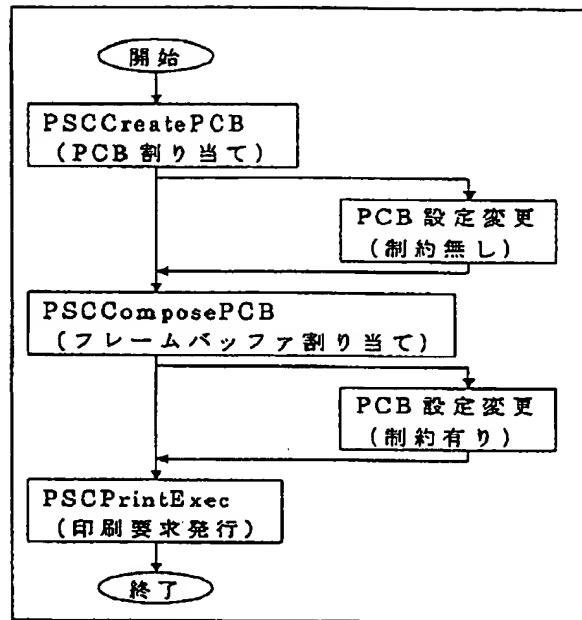 開始
PSCCreatePCB
(PCB割り当て)
PCB設定変更
(制約無し)
PSCComposePCB
(フレームバッファ割り当て)
PCB設定変更
(制約有り)
PSCPrintExec
(印刷要求発行)
終了